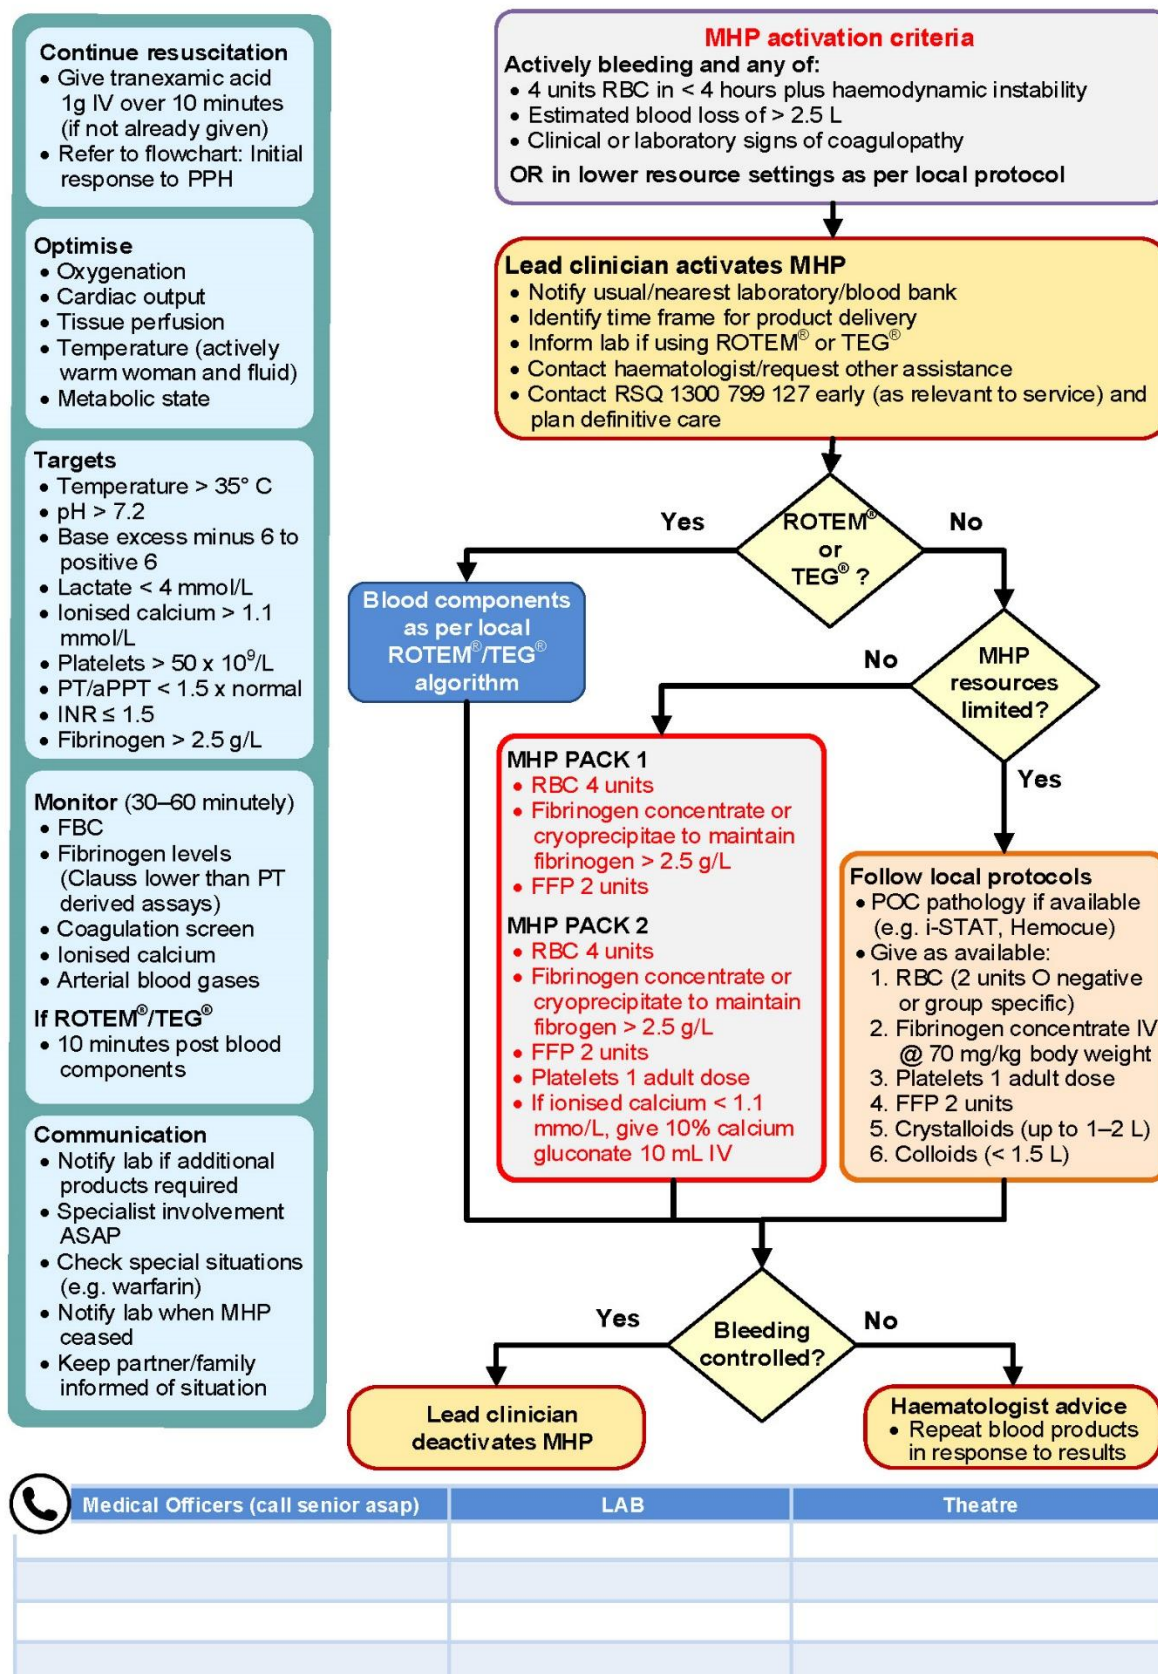 Continue resuscitation
• Give tranexamic acid
1g IV over 10 minutes
(if not already given)
• Refer to flowchart: Initial
response to PPH
Optimise
• Oxygenation
• Cardiac output
• Tissue perfusion
• Temperature (actively
warm woman and fluid)
• Metabolic state
Targets
• Temperature > 35° C
• pH > 7.2
• Base excess minus 6 to
positive 6
• Lactate < 4 mmol/L
• Ionised calcium > 1.1
mmol/L
• Platelets > 50 x 10⁹/L
• PT/aPPT < 1.5 x normal
• INR ≤ 1.5
• Fibrinogen > 2.5 g/L
Monitor (30–60 minutely)
• FBC
• Fibrinogen levels
(Clauss lower than PT
derived assays)
• Coagulation screen
• Ionised calcium
• Arterial blood gases
If ROTEM®/TEG®
• 10 minutes post blood
components
Communication
• Notify lab if additional
products required
• Specialist involvement
ASAP
• Check special situations
(e.g. warfarin)
• Notify lab when MHP
ceased
• Keep partner/family
informed of situation
MHP activation criteria
Actively bleeding and any of:
• 4 units RBC in < 4 hours plus haemodynamic instability
• Estimated blood loss of > 2.5 L
• Clinical or laboratory signs of coagulopathy
OR in lower resource settings as per local protocol
Lead clinician activates MHP
• Notify usual/nearest laboratory/blood bank
• Identify time frame for product delivery
• Inform lab if using ROTEM® or TEG®
• Contact haematologist/request other assistance
• Contact RSQ 1300 799 127 early (as relevant to service) and
plan definitive care
ROTEM®
or
TEG® ?
Yes
No
Blood components
as per local
ROTEM®/TEG®
algorithm
MHP
resources
limited?
No
Yes
MHP PACK 1
• RBC 4 units
• Fibrinogen concentrate or
cryoprecipitae to maintain
fibrinogen > 2.5 g/L
• FFP 2 units
MHP PACK 2
• RBC 4 units
• Fibrinogen concentrate or
cryoprecipitate to maintain
fibrogen > 2.5 g/L
• FFP 2 units
• Platelets 1 adult dose
• If ionised calcium < 1.1
mmo/L, give 10% calcium
gluconate 10 mL IV
Follow local protocols
• POC pathology if available
(e.g. i-STAT, Hemocue)
• Give as available:
1. RBC (2 units O negative
or group specific)
2. Fibrinogen concentrate IV
@ 70 mg/kg body weight
3. Platelets 1 adult dose
4. FFP 2 units
5. Crystalloids (up to 1–2 L)
6. Colloids (< 1.5 L)
Bleeding
controlled?
Yes
No
Lead clinician
deactivates MHP
Haematologist advice
• Repeat blood products
in response to results
Medical Officers (call senior asap)
LAB
Theatre